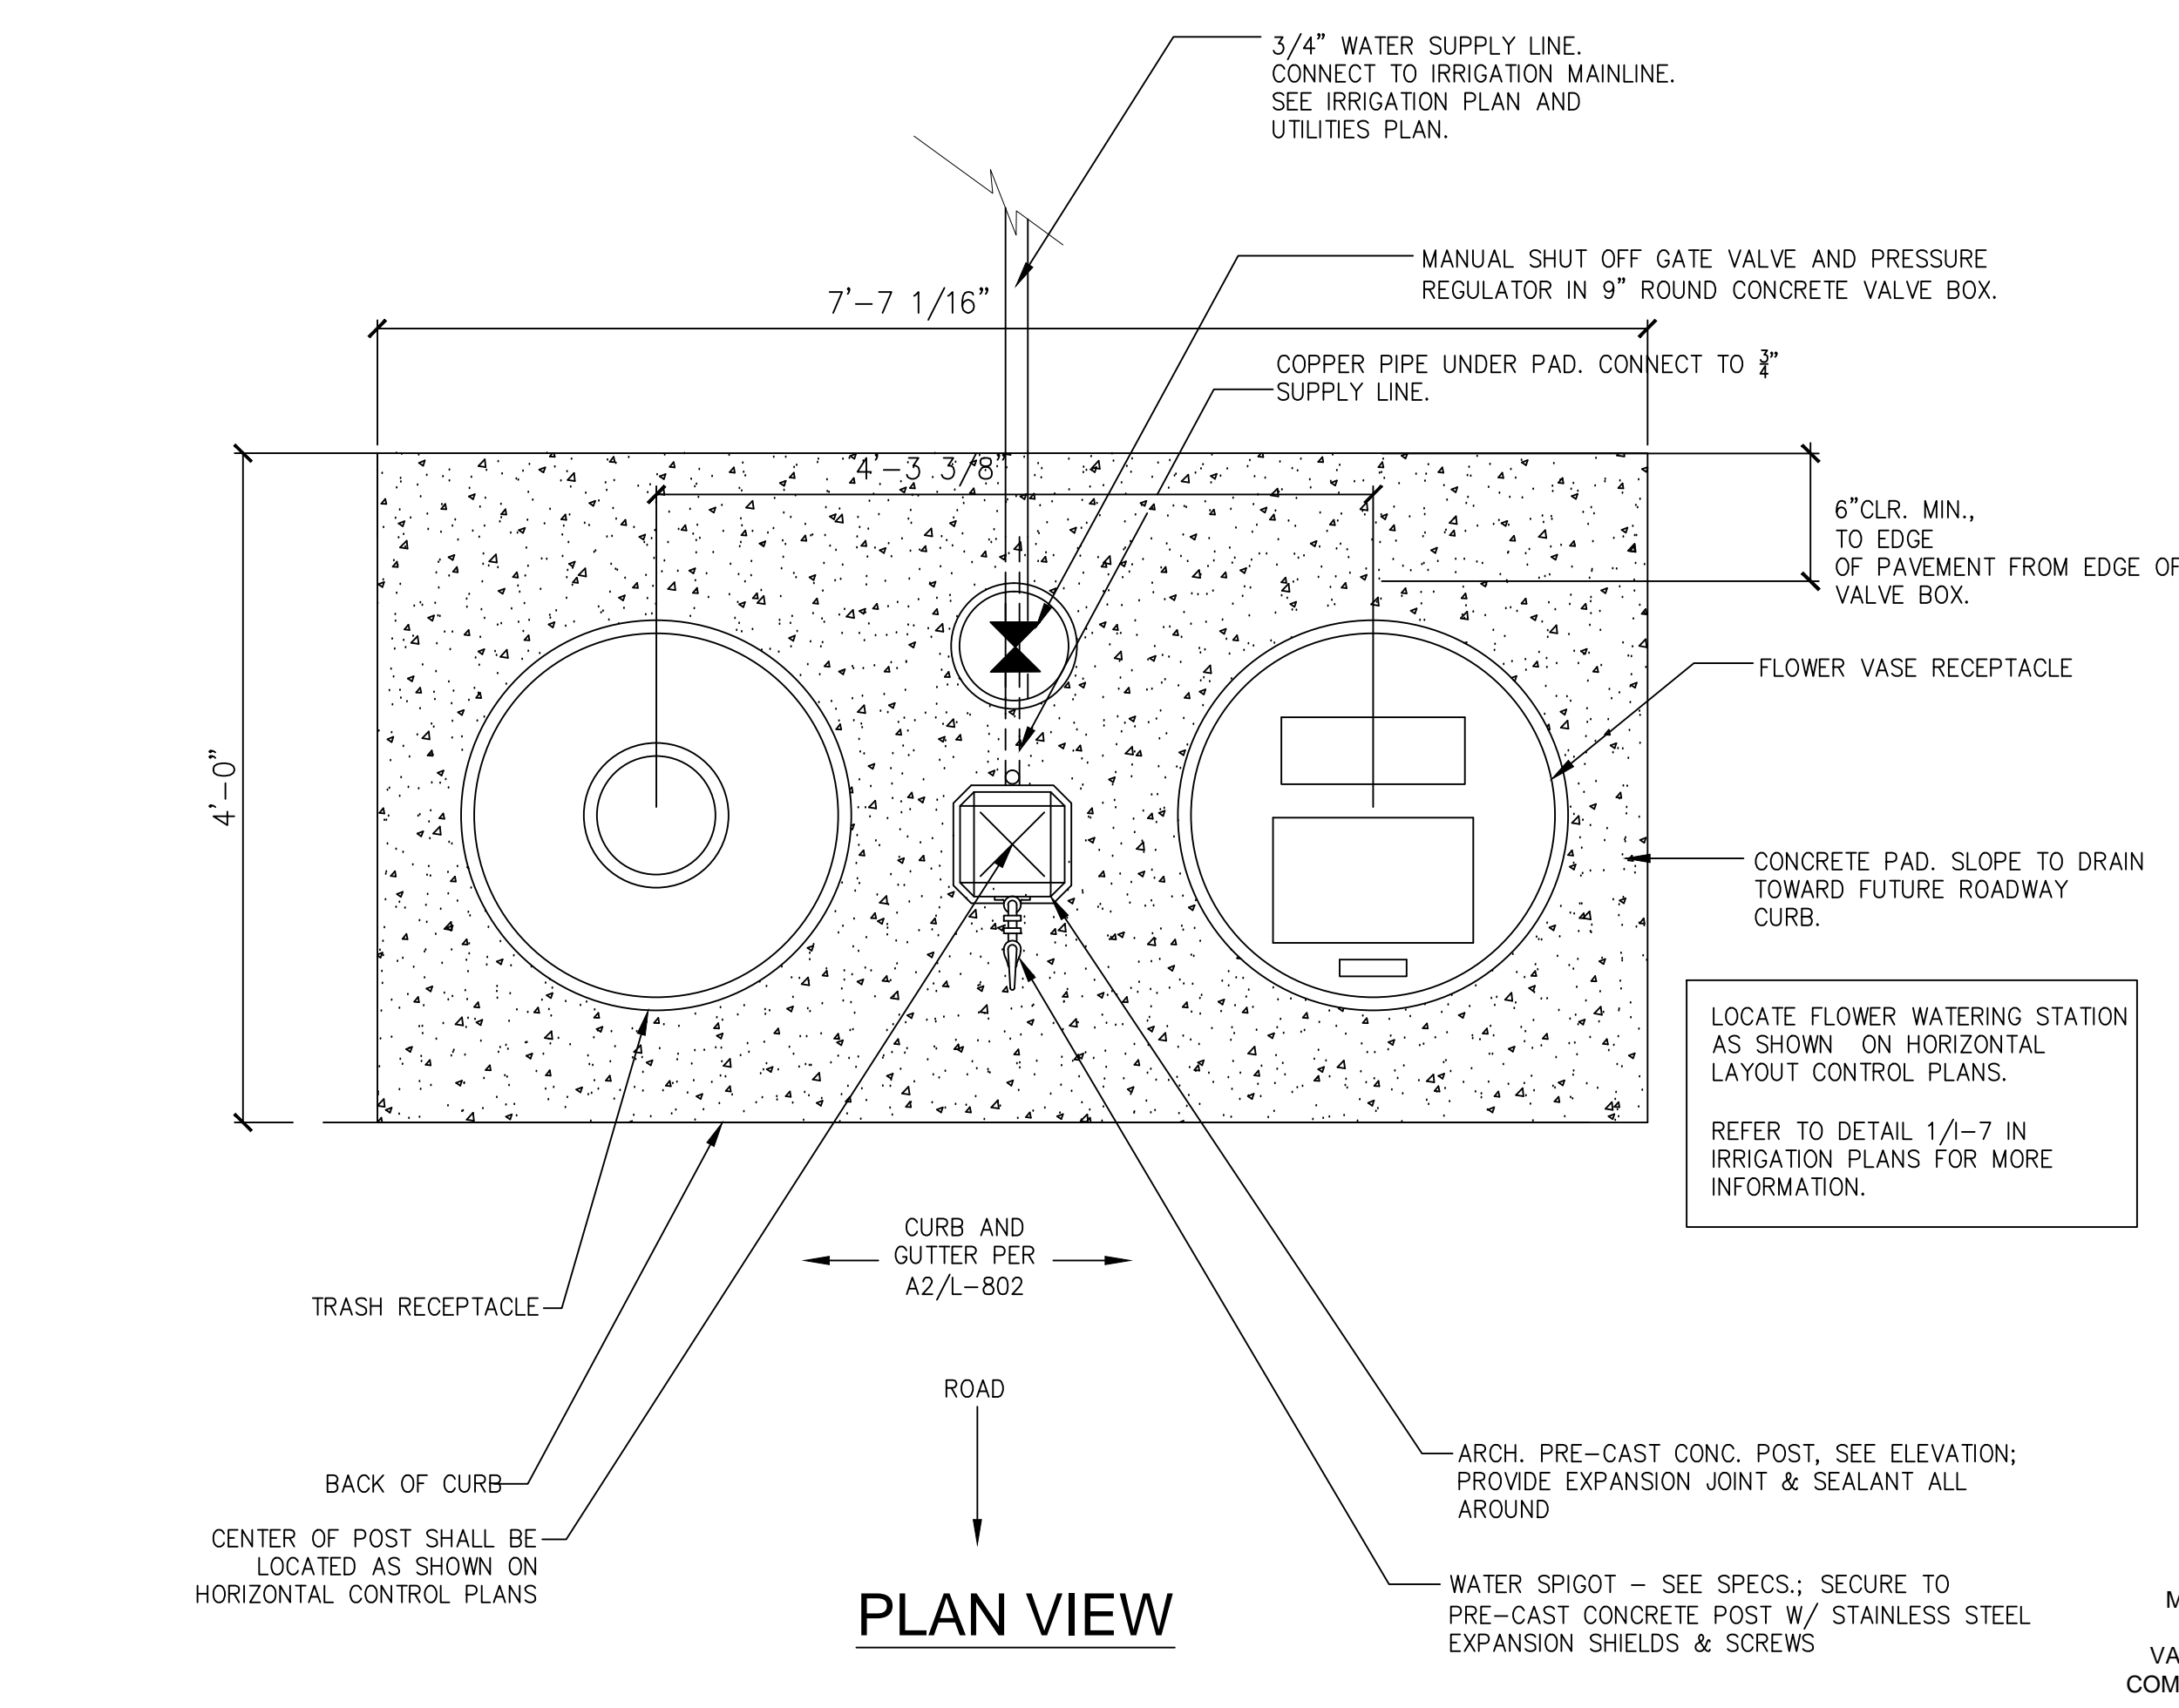 3/4" WATER SUPPLY LINE.
CONNECT TO IRRIGATION MAINLINE.
SEE IRRIGATION PLAN AND
UTILITIES PLAN.
MANUAL SHUT OFF GATE VALVE AND PRESSURE
REGULATOR IN 9" ROUND CONCRETE VALVE BOX.
7'-7 1/16"
COPPER PIPE UNDER PAD. CONNECT TO 3/4"
SUPPLY LINE.
4'-3 3/8"
6"CLR. MIN.,
TO EDGE
OF PAVEMENT FROM EDGE OF
VALVE BOX.
FLOWER VASE RECEPTACLE
4'-0"
CONCRETE PAD. SLOPE TO DRAIN
TOWARD FUTURE ROADWAY
CURB.
LOCATE FLOWER WATERING STATION
AS SHOWN ON HORIZONTAL
LAYOUT CONTROL PLANS.
REFER TO DETAIL 1/I-7 IN
IRRIGATION PLANS FOR MORE
INFORMATION.
CURB AND
GUTTER PER
A2/L-802
TRASH RECEPTACLE
ROAD
BACK OF CURB
CENTER OF POST SHALL BE
LOCATED AS SHOWN ON
HORIZONTAL CONTROL PLANS
ARCH. PRE-CAST CONC. POST, SEE ELEVATION;
PROVIDE EXPANSION JOINT & SEALANT ALL
AROUND
WATER SPIGOT - SEE SPECS.; SECURE TO
PRE-CAST CONCRETE POST W/ STAINLESS STEEL
EXPANSION SHIELDS & SCREWS
PLAN VIEW
VA
COM